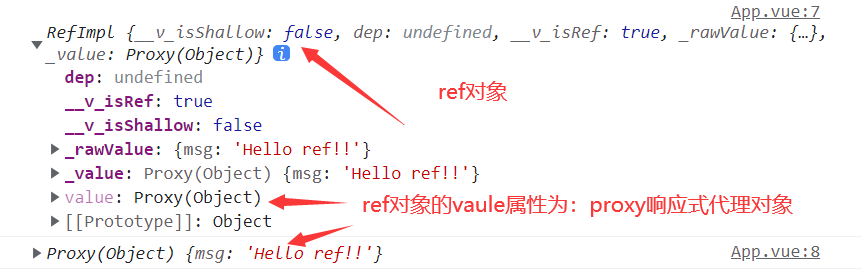 App.vue:7
RefImpl {__v_isShallow: false, dep: undefined, __v_isRef: true, _rawValue: {…},
_value: Proxy(Object)} i
dep: undefined
ref对象
__v_isRef: true
__v_isShallow: false
_rawValue: {msg: 'Hello ref!!'}
_value: Proxy(Object) {msg: 'Hello ref!!'}
value: Proxy(Object)
ref对象的vaule属性为：proxy响应式代理对象
[[Prototype]]: Object
Proxy(Object) {msg: 'Hello ref!!'}
App.vue:8